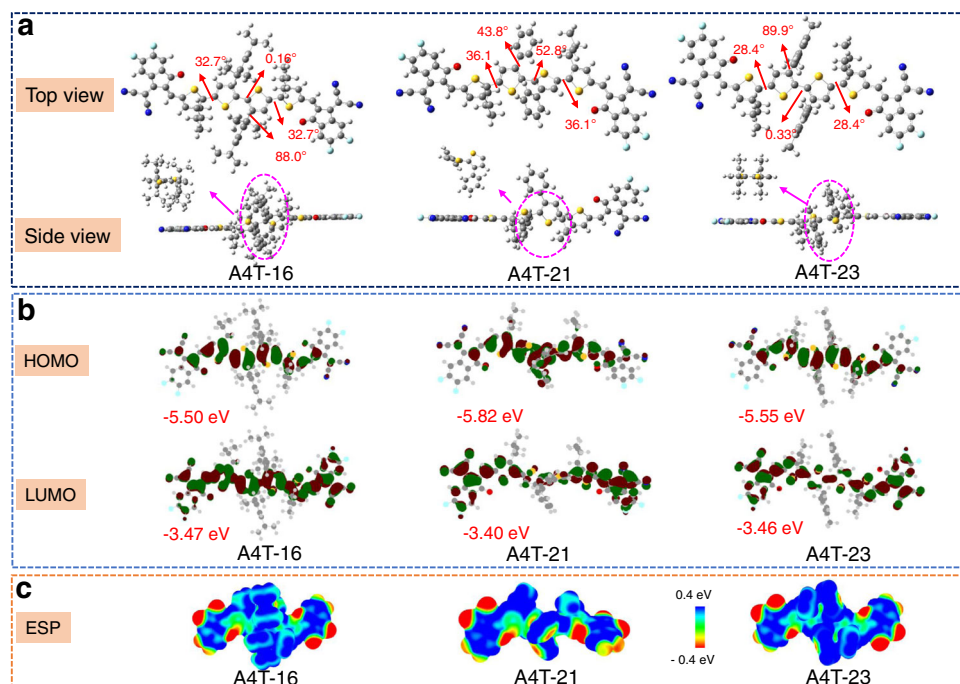 a
Top view
32.7°
0.16°
32.7°
88.0°
43.8°
36.1
52.8°
36.1°
89.9°
28.4°
0.33°
28.4°
Side view
A4T-16
A4T-21
A4T-23
b
HOMO
-5.50 eV
-5.82 eV
-5.55 eV
LUMO
-3.47 eV
-3.40 eV
-3.46 eV
A4T-16
A4T-21
A4T-23
c
ESP
0.4 eV
- 0.4 eV
A4T-16
A4T-21
A4T-23